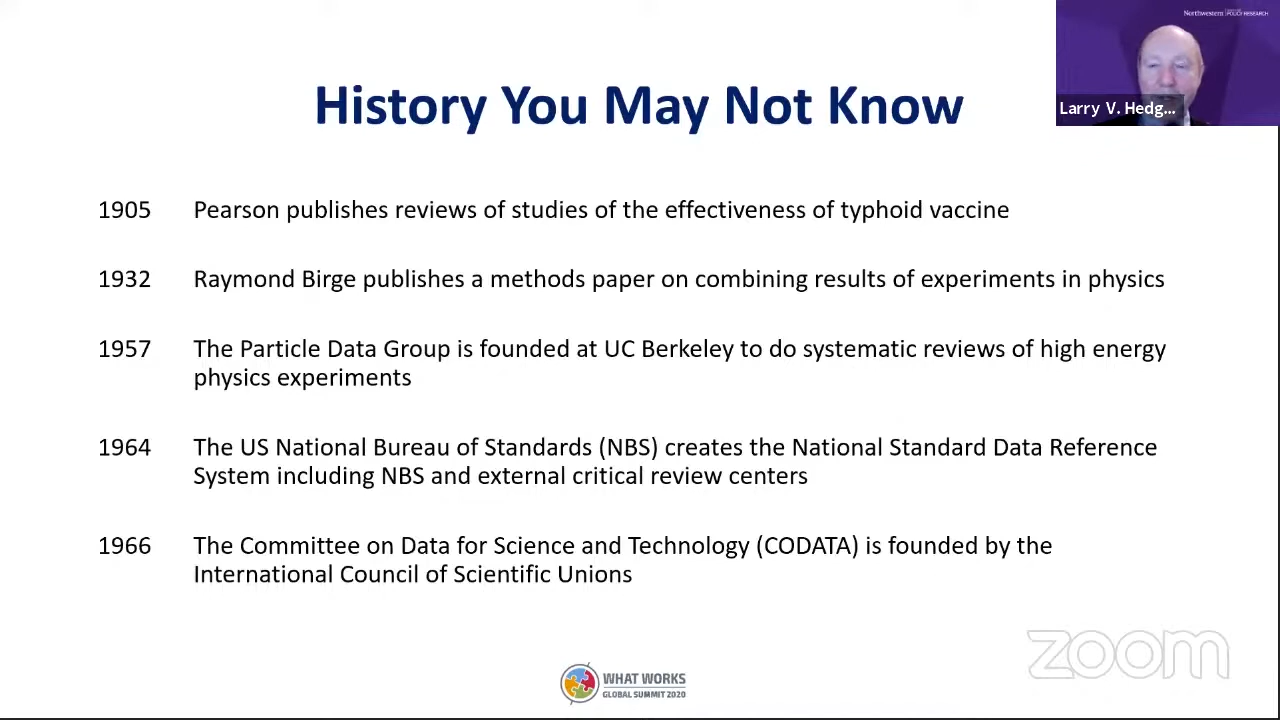 Northwestern
POLICY RESEARCH
Larry V. Hedg...
History You May Not Know
1905 Pearson publishes reviews of studies of the effectiveness of typhoid vaccine
1932 Raymond Birge publishes a methods paper on combining results of experiments in physics
1957 The Particle Data Group is founded at UC Berkeley to do systematic reviews of high energy
physics experiments
1964 The US National Bureau of Standards (NBS) creates the National Standard Data Reference
System including NBS and external critical review centers
1966 The Committee on Data for Science and Technology (CODATA) is founded by the
International Council of Scientific Unions
zoom
WHAT WORKS
GLOBAL SUMMIT 2020